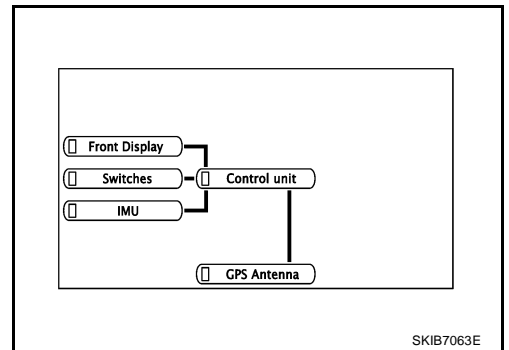 Front Display
Switches
Control unit
IMU
GPS Antenna
SKIB7063E